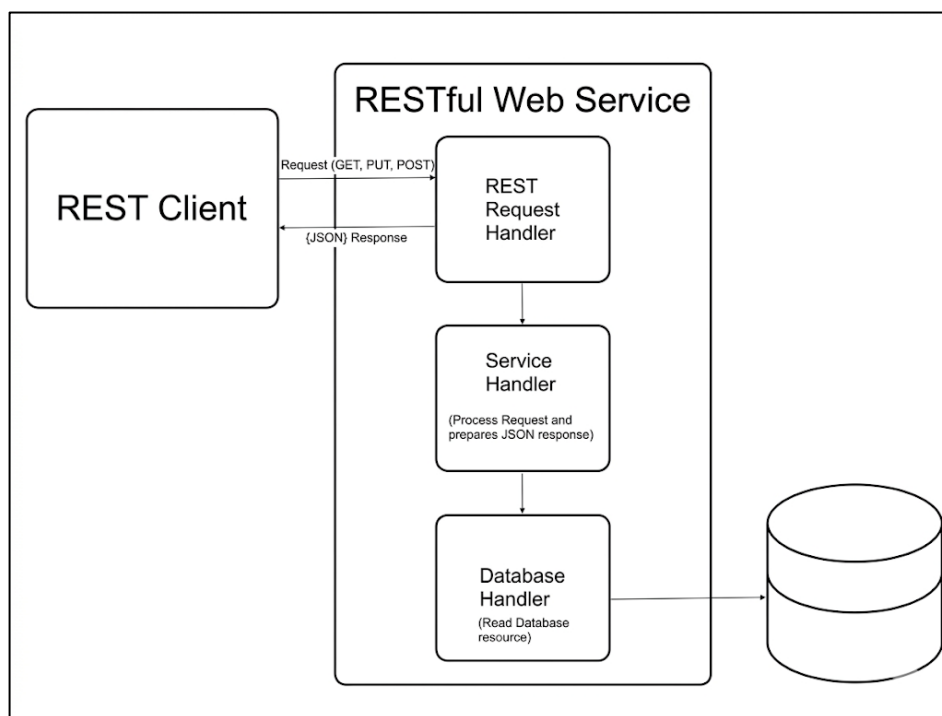 RESTful Web Service
REST Client
Request (GET, PUT, POST)
{JSON} Response
REST
Request
Handler
Service
Handler
(Process Request and
prepares JSON response)
Database
Handler
(Read Database
resource)